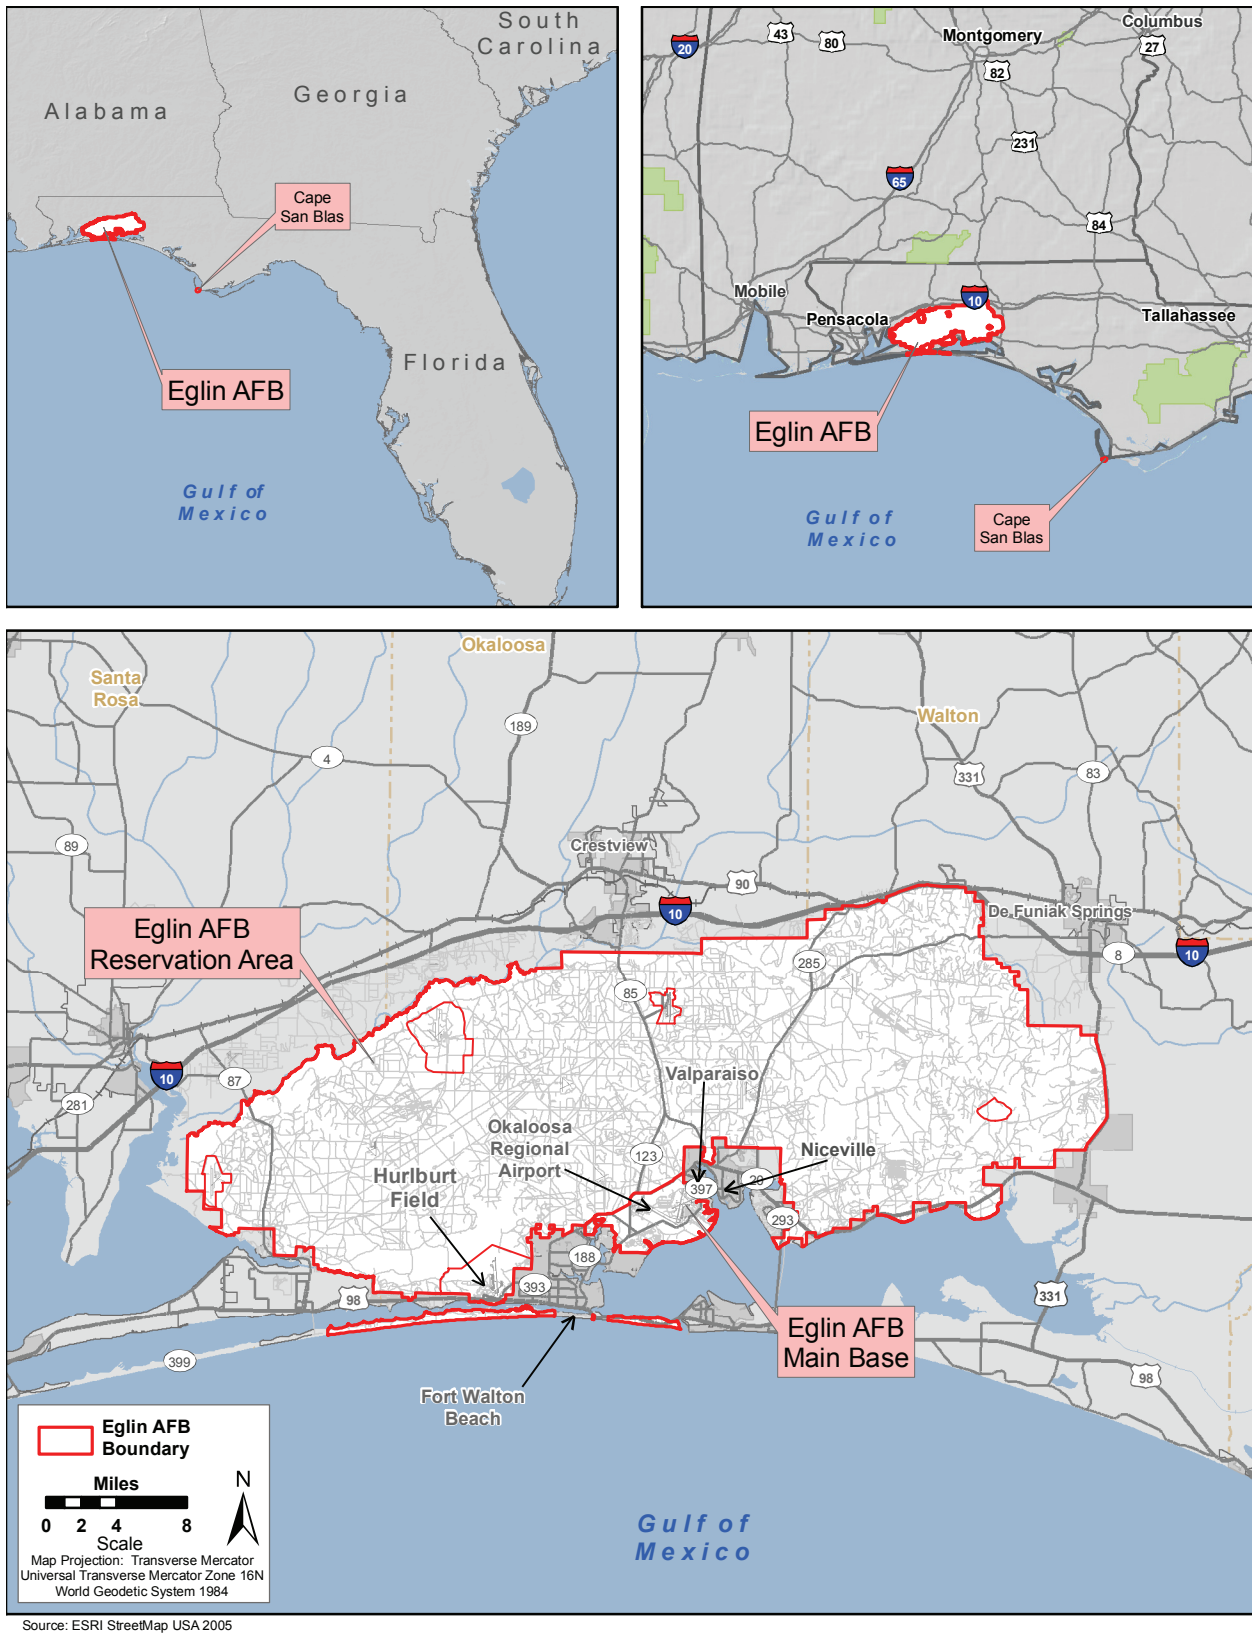 South
Carolina
Alabama
Georgia
Cape
San Blas
Florida
Eglin AFB
Gulf of
Mexico
Columbus
43
80
Montgomery
20
27
82
231
65
84
Mobile
10
Pensacola
Tallahassee
Eglin AFB
Gulf of
Mexico
Cape
San Blas
Okaloosa
Santa
Rosa
Walton
189
4
331
83
89
Crestview
90
10
De Funiak Springs
Eglin AFB
Reservation Area
285
8
10
85
Valparaiso
10
87
281
Okaloosa
Regional
Airport
123
Niceville
Hurlburt
Field
397
20
293
188
393
98
331
Eglin AFB
Main Base
399
98
Fort Walton
Beach
Eglin AFB
Boundary
Miles
0 2 4 8
Scale
N
Map Projection: Transverse Mercator
Universal Transverse Mercator Zone 16N
World Geodetic System 1984
Gulf of
Mexico
Source: ESRI StreetMap USA 2005